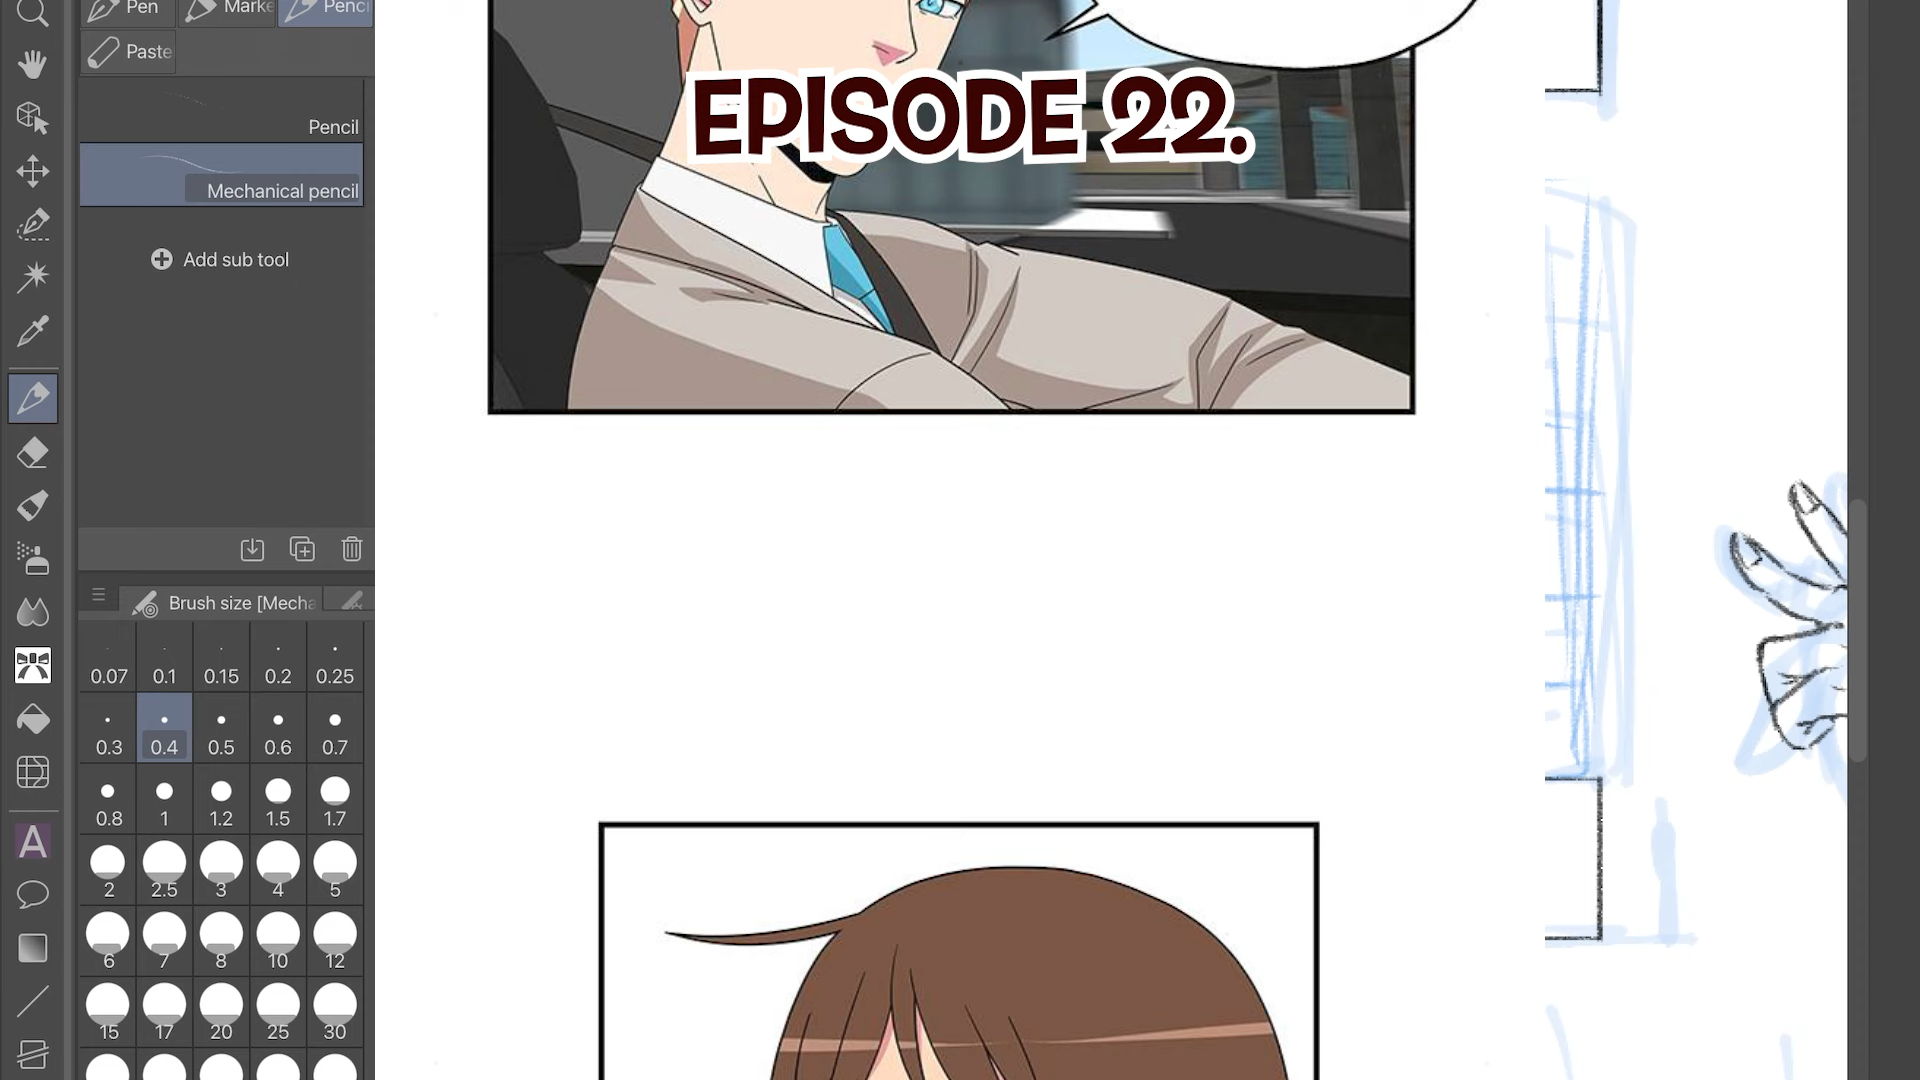 Pen Marke Penci
Paste
EPISODE 22.
Pencil
Mechanical pencil
Add sub tool
Brush size [Mecha
0.07 0.1 0.15 0.2 0.25
0.3 0.4 0.5 0.6 0.7
0.8 1 1.2 1.5 1.7
2 2.5 3 4 5
6 7 8 10 12
15 17 20 25 30
A